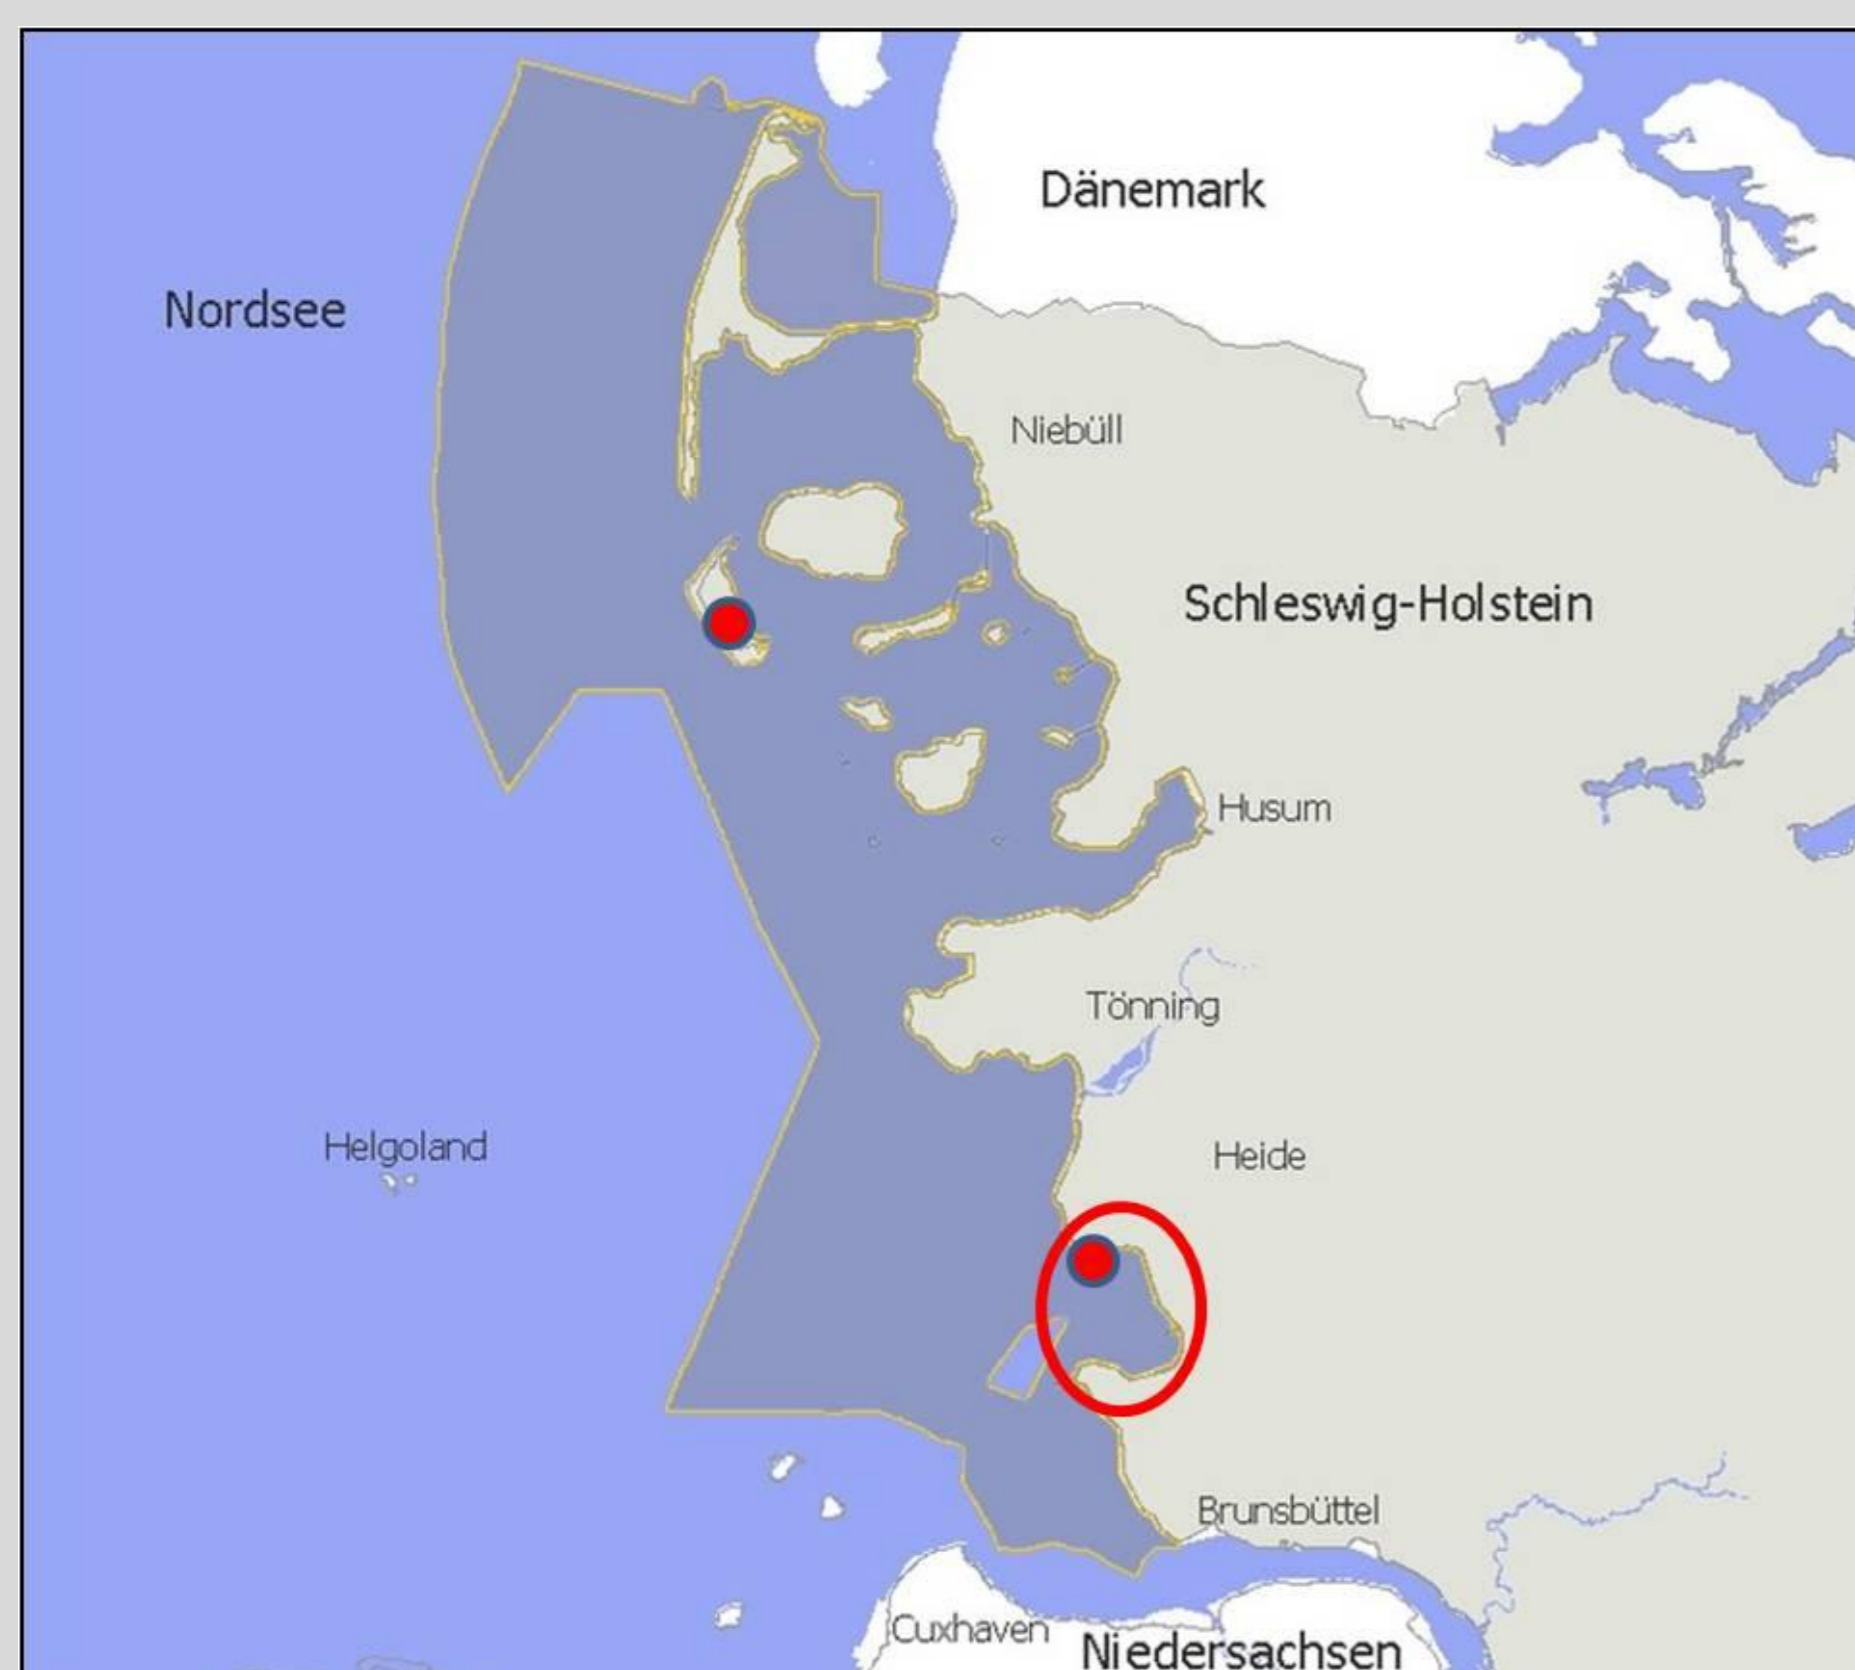 Dänemark
Nordsee
Niebüll
Schleswig-Holstein
Husum
Tönning
Helgoland
Heide
Brunsbüttel
Cuxhaven
Niedersachsen